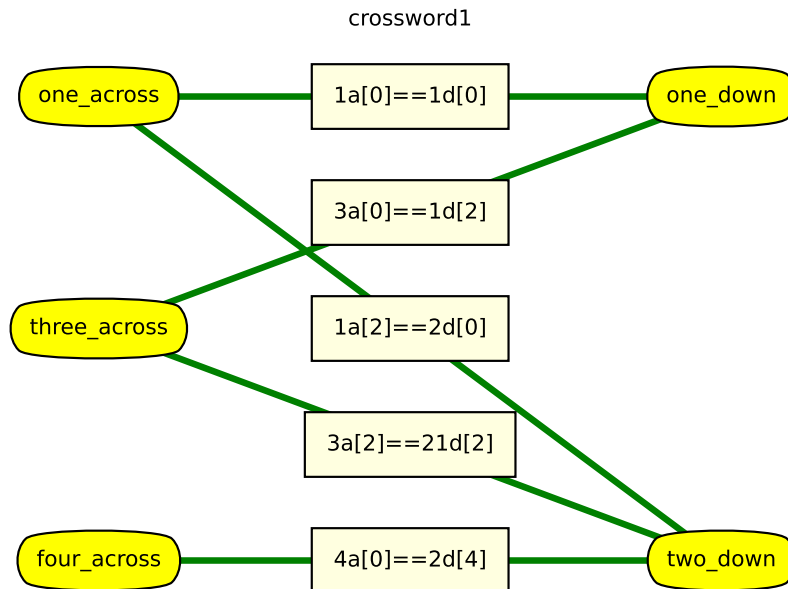 crossword1
one_across
1a[0]==1d[0]
one_down
3a[0]==1d[2]
three_across
1a[2]==2d[0]
3a[2]==21d[2]
four_across
4a[0]==2d[4]
two_down